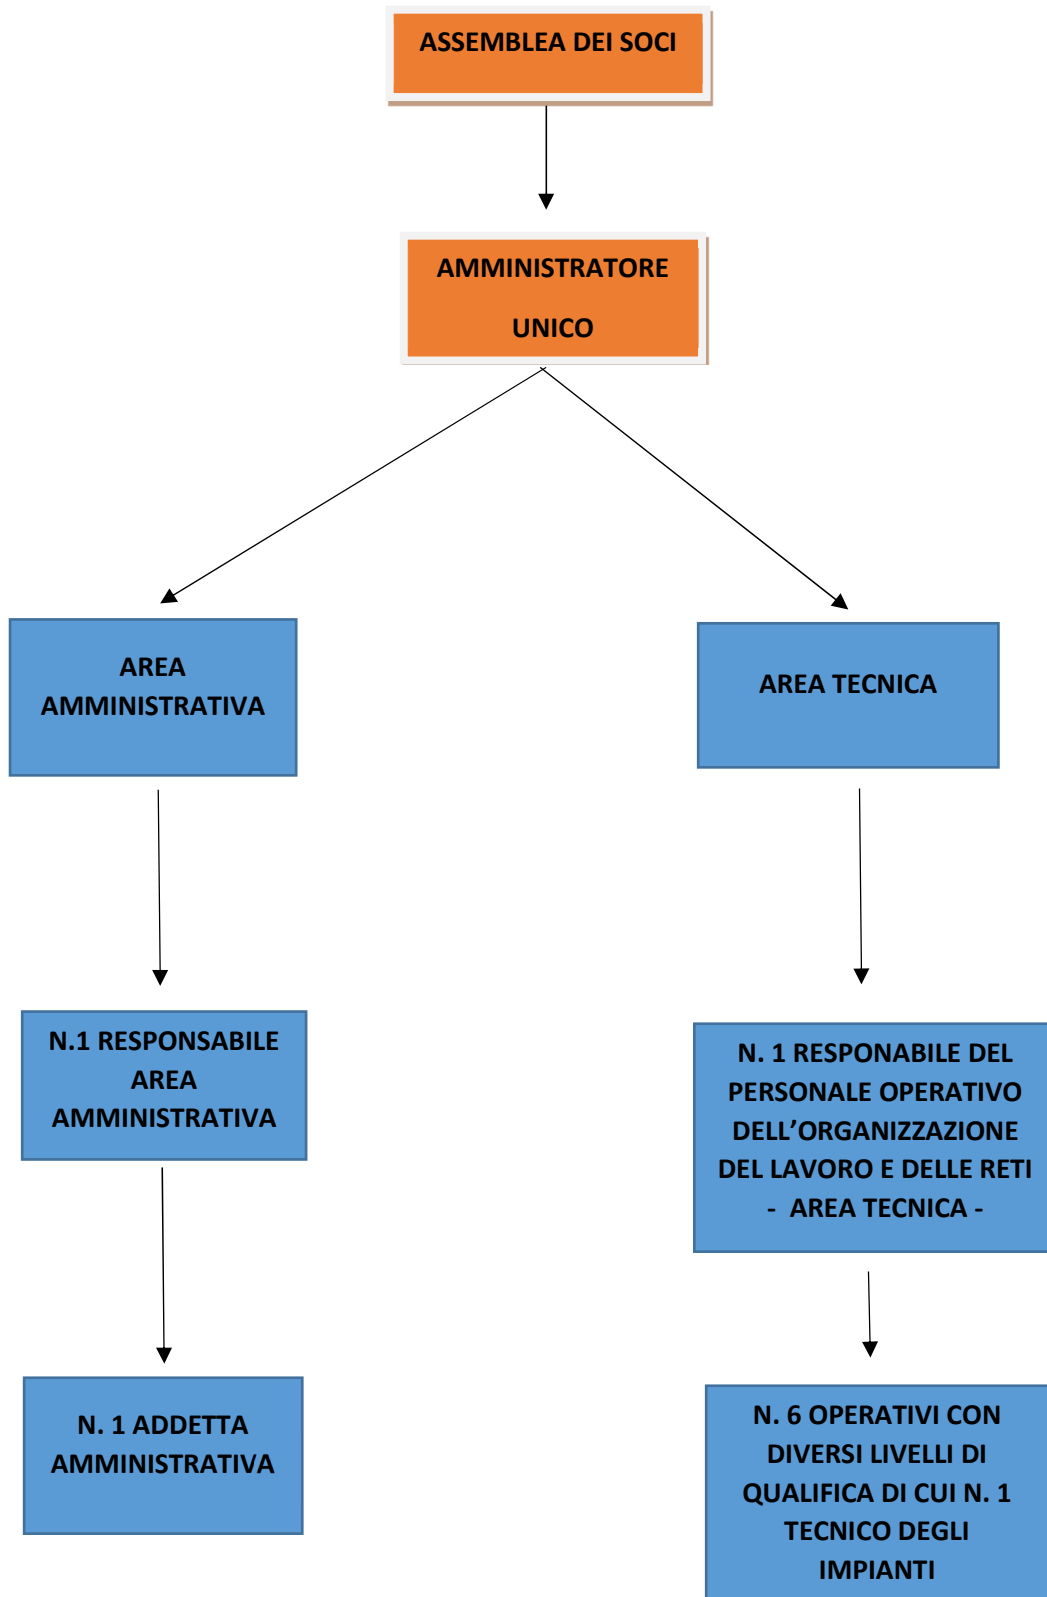 ASSEMBLEA DEI SOCI
AMMINISTRATORE
UNICO
AREA
AMMINISTRATIVA
AREA TECNICA
N.1 RESPONSABILE
AREA
AMMINISTRATIVA
N. 1 RESPONABILE DEL
PERSONALE OPERATIVO
DELL’ORGANIZZAZIONE
DEL LAVORO E DELLE RETI
- AREA TECNICA -
N. 1 ADDETTA
AMMINISTRATIVA
N. 6 OPERATIVI CON
DIVERSI LIVELLI DI
QUALIFICA DI CUI N. 1
TECNICO DEGLI
IMPIANTI